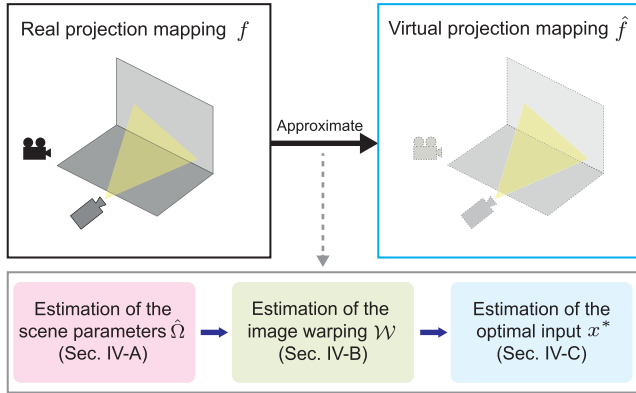 Real projection mapping f
Virtual projection mapping f̂
Approximate
Estimation of the
scene parameters Ω̂
(Sec. IV-A)
Estimation of the
image warping 𝒲
(Sec. IV-B)
Estimation of the
optimal input x*
(Sec. IV-C)